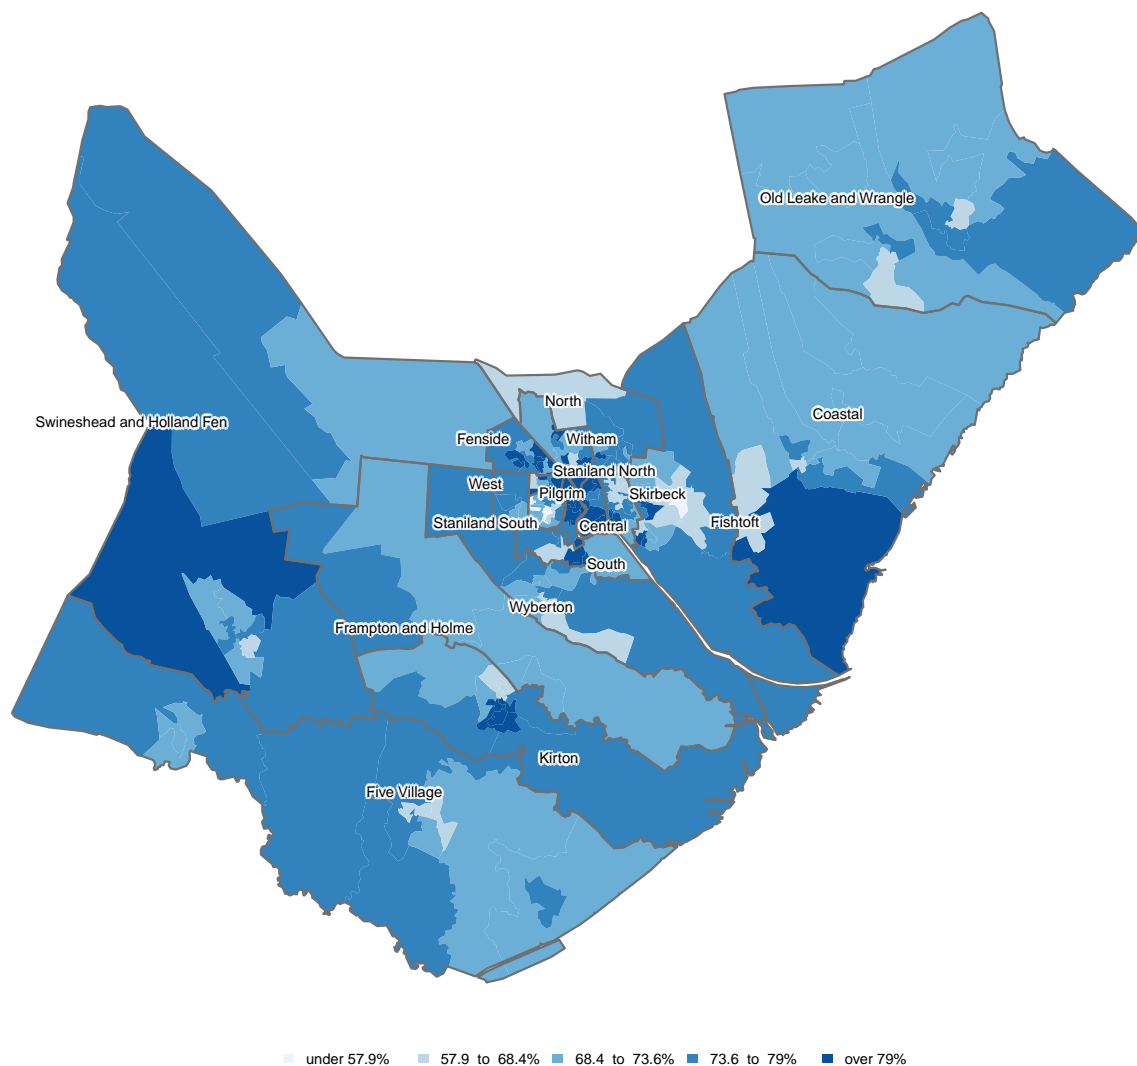 Old Leake and Wrangle
North
Coastal
Swineshead and Holland Fen
Fenside
Witham
Staniland North
West
Pilgrim
Skirbeck
Staniland South
Central
Fishtoft
South
Wyberton
Frampton and Holme
Kirton
Five Village
under 57.9% 57.9 to 68.4% 68.4 to 73.6% 73.6 to 79% over 79%